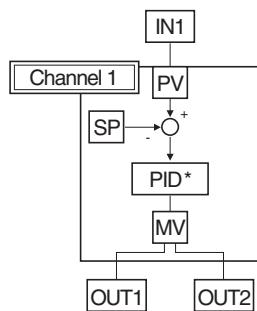 IN1
Channel 1
PV
+
SP
-
PID*
MV
OUT1
OUT2